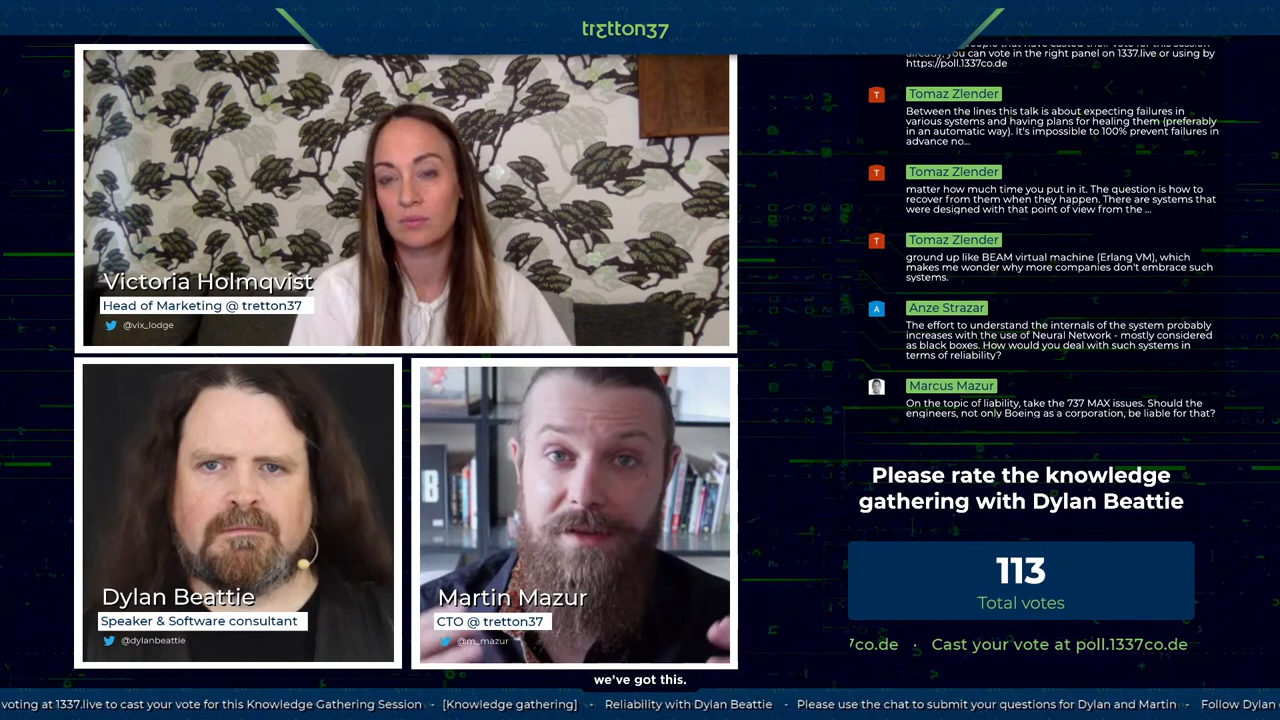 tretton37
Victoria Holmqvist
Head of Marketing @ tretton37
@vix_lodge
Dylan Beattie
Speaker & Software consultant
@dylanbeattie
Martin Mazur
CTO @ tretton37
@m_mazur
we've got this.
already, you can vote in the right panel on 1337.live or using by
https://poll.1337co.de
T
Tomaz Zlender
Between the lines this talk is about expecting failures in
various systems and having plans for healing them (preferably
in an automatic way). It's impossible to 100% prevent failures in
advance no...
T
Tomaz Zlender
matter how much time you put in it. The question is how to
recover from them when they happen. There are systems that
were designed with that point of view from the ...
T
Tomaz Zlender
ground up like BEAM virtual machine (Erlang VM), which
makes me wonder why more companies don't embrace such
systems.
A
Anze Strazar
The effort to understand the internals of the system probably
increases with the use of Neural Network - mostly considered
as black boxes. How would you deal with such systems in
terms of reliability?
Marcus Mazur
On the topic of liability, take the 737 MAX issues. Should the
engineers, not only Boeing as a corporation, be liable for that?
Please rate the knowledge
gathering with Dylan Beattie
113
Total votes
7co.de - Cast your vote at poll.1337co.de
voting at 1337.live to cast your vote for this Knowledge Gathering Session - [Knowledge gathering] - Reliability with Dylan Beattie - Please use the chat to submit your questions for Dylan and Martin - Follow Dylan